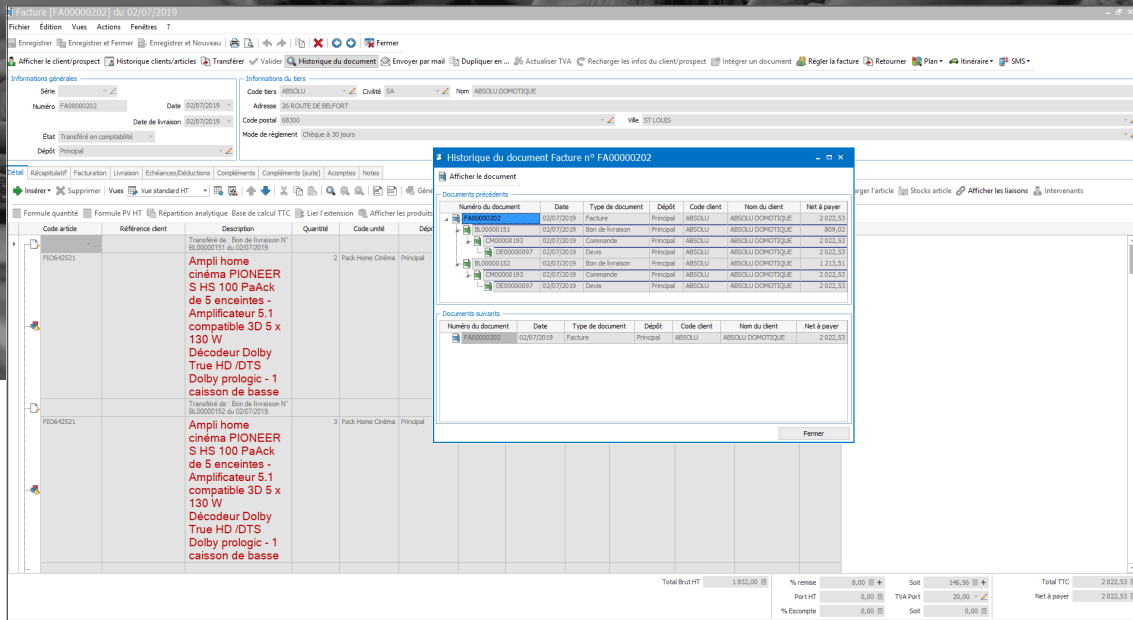 Facture [FA00000202] du 02/07/2019
Fichier Édition Vues Actions Fenêtres ?
Enregistrer Enregistrer et Fermer Enregistrer et Nouveau Fermer
Afficher le client/prospect Historique clients/articles Transférer Valider Historique du document Envoyer par mail Dupliquer en ... Actualiser TVA Recharger les infos du client/prospect Intégrer un document Régler la facture Retourner Plan Itinéraire SMS
Informations générales
Série
Numéro FA00000202 Date 02/07/2019
Date de livraison 02/07/2019
État Transféré en comptabilité
Dépôt Principal
Informations du tiers
Code tiers ABSOLU Civilité SA Nom ABSOLU DOMOTIQUE
Adresse 26 ROUTE DE BELFORT
Code postal 68300 Ville ST LOUIS
Mode de règlement Chèque à 30 jours
Détail Récapitulatif Facturation Livraison Echéances/Déductions Compléments Compléments (suite) Acomptes Notes
Insérer Supprimer Vues Vue standard HT Géné
arger l'article Stocks article Afficher les liaisons Intervenants
Formule quantité Formule PV HT Répartition analytique Base de calcul TTC Lier l'extension Afficher les produits
Code article Référence client Description Quantité Code unité Dépô
Transféré de : Bon de livraison N°
BL00000151 du 02/07/2019.
PIO642521 2 Pack Home Cinéma Principal
Ampli home
cinéma PIONEER
S HS 100 PaAck
de 5 enceintes -
Amplificateur 5.1
compatible 3D 5 x
130 W
Décodeur Dolby
True HD /DTS
Dolby prologic - 1
caisson de basse
Transféré de : Bon de livraison N°
BL00000152 du 02/07/2019.
PIO642521 3 Pack Home Cinéma Principal
Ampli home
cinéma PIONEER
S HS 100 PaAck
de 5 enceintes -
Amplificateur 5.1
compatible 3D 5 x
130 W
Décodeur Dolby
True HD /DTS
Dolby prologic - 1
caisson de basse
Historique du document Facture n° FA00000202
Afficher le document
Documents précédents
Numéro du document Date Type de document Dépôt Code client Nom du client Net à payer
FA00000202 02/07/2019 Facture Principal ABSOLU ABSOLU DOMOTIQUE 2 022,53
BL00000151 02/07/2019 Bon de livraison Principal ABSOLU ABSOLU DOMOTIQUE 809,02
CM00000193 02/07/2019 Commande Principal ABSOLU ABSOLU DOMOTIQUE 2 022,53
DE00000097 02/07/2019 Devis Principal ABSOLU ABSOLU DOMOTIQUE 2 022,53
BL00000152 02/07/2019 Bon de livraison Principal ABSOLU ABSOLU DOMOTIQUE 1 213,51
CM00000193 02/07/2019 Commande Principal ABSOLU ABSOLU DOMOTIQUE 2 022,53
DE00000097 02/07/2019 Devis Principal ABSOLU ABSOLU DOMOTIQUE 2 022,53
Documents suivants
Numéro du document Date Type de document Dépôt Code client Nom du client Net à payer
FA00000202 02/07/2019 Facture Principal ABSOLU ABSOLU DOMOTIQUE 2 022,53
Fermer
Total Brut HT 1 832,00 % remise 8,00 Soit 146,56 Total TTC 2 022,53
Port HT 0,00 TVA Port 20,00 Net à payer 2 022,53
% Escompte 0,00 Soit 0,00